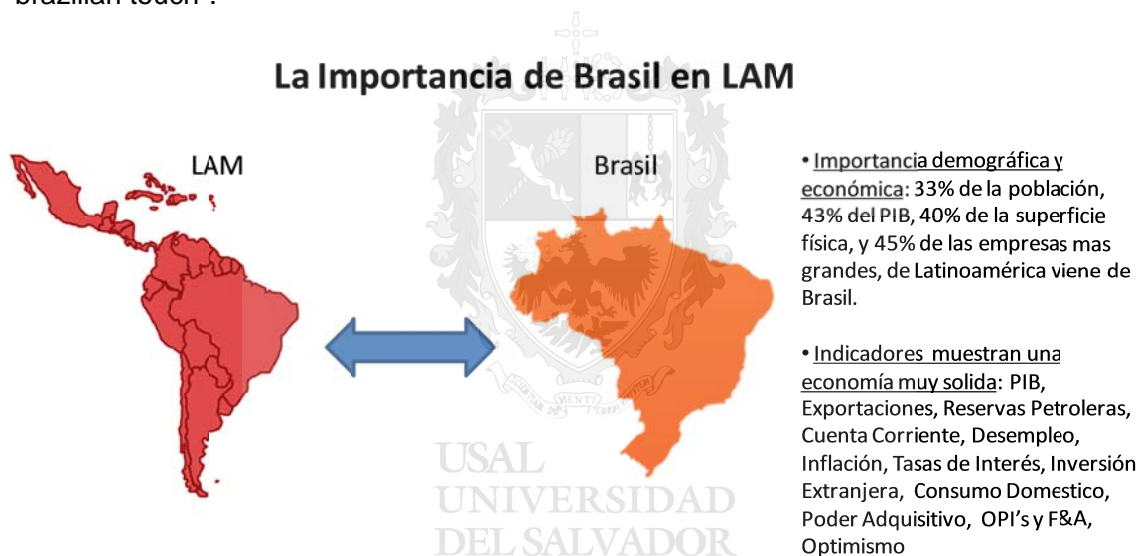 brazilian touch".
La Importancia de Brasil en LAM
LAM
Brasil
• Importancia demográfica y
económica: 33% de la población,
43% del PIB, 40% de la superficie
física, y 45% de las empresas mas
grandes, de Latinoamérica viene de
Brasil.
• Indicadores muestran una
economía muy solida: PIB,
Exportaciones, Reservas Petroleras,
Cuenta Corriente, Desempleo,
Inflación, Tasas de Interés, Inversión
Extranjera, Consumo Domestico,
Poder Adquisitivo, OPI's y F&A,
Optimismo
USAL
UNIVERSIDAD
DEL SALVADOR